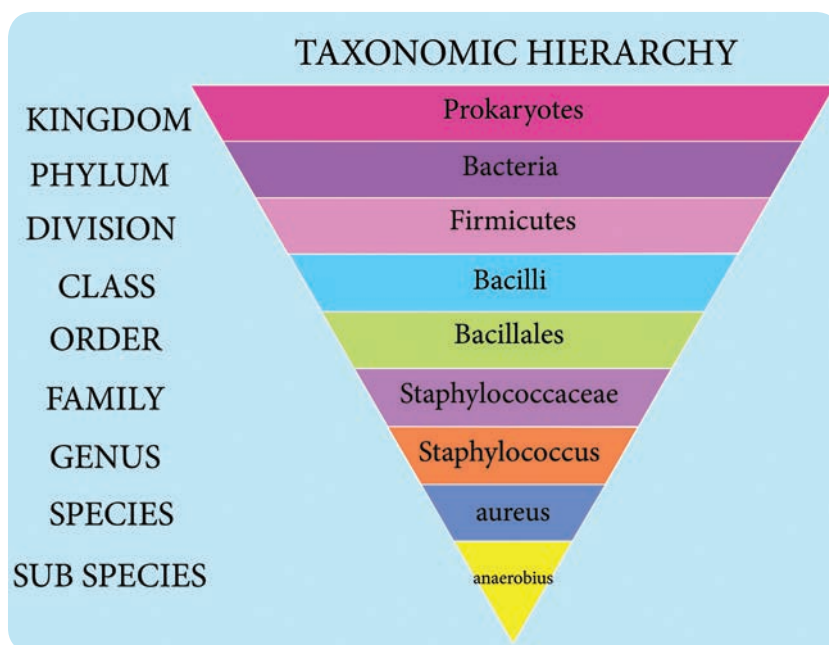 TAXONOMIC HIERARCHY
KINGDOM Prokaryotes
PHYLUM Bacteria
DIVISION Firmicutes
CLASS Bacilli
ORDER Bacillales
FAMILY Staphylococcaceae
GENUS Staphylococcus
SPECIES aureus
SUB SPECIES anaerobius